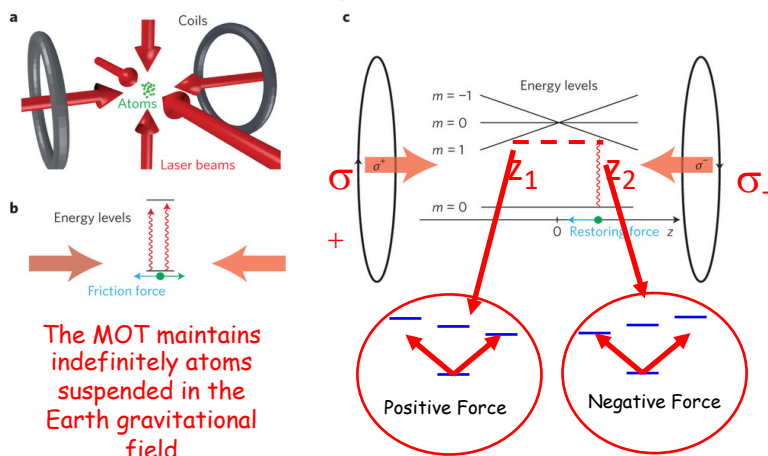 a
Coils
Atoms
Laser beams
b
Energy levels
Friction force
The MOT maintains
indefinitely atoms
suspended in the
Earth gravitational
field
c
Energy levels
m = −1
m = 0
m = 1
σ
+
σ⁺
z₁
z₂
σ⁻
σ-
m = 0
0
Restoring force
z
Positive Force
Negative Force